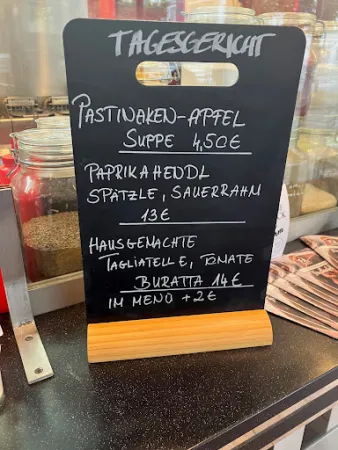 TAGESGERICHT
PASTINAKEN-APFEL
SUPPE 4,50€
PAPRIKAHENDL
SPÄTZLE, SAUERRAHM
13€
HAUSGEMACHTE
TAGLIATELLE, TOMATE
BURATTA 14€
IM MENÜ +2€